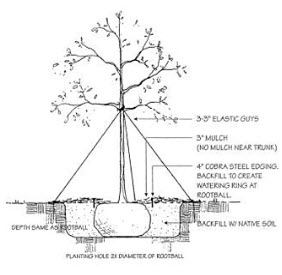 3-3" ELASTIC GUYS
3" MULCH
(NO MULCH NEAR TRUNK)
4" COBRA STEEL EDGING.
BACKFILL TO CREATE
WATERING RING AT
ROOTBALL.
DEPTH SAME AS ROOTBALL
BACKFILL W/ NATIVE SOIL
PLANTING HOLE 2X DIAMETER OF ROOTBALL